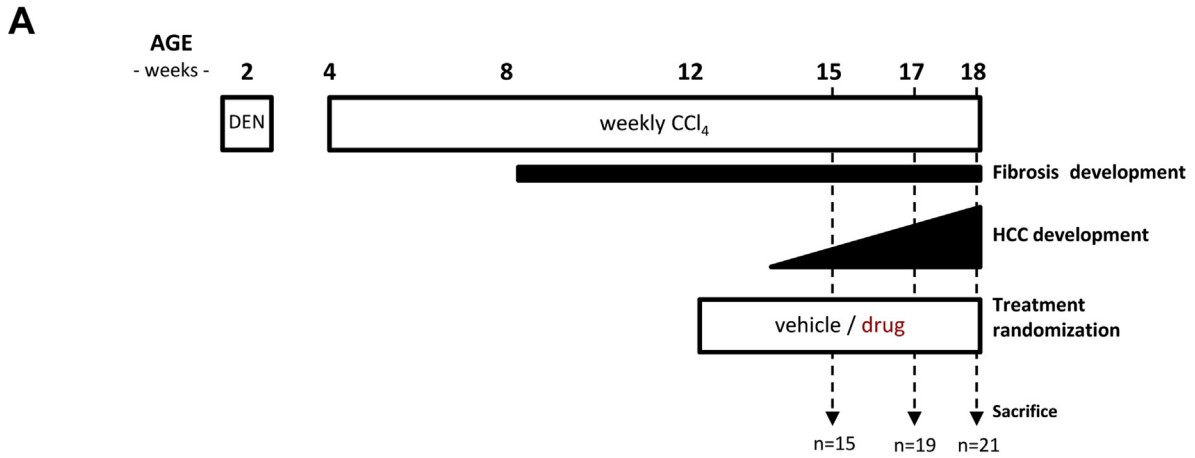 A
AGE
- weeks -
2 4 8 12 15 17 18
DEN
weekly CCl₄
Fibrosis development
HCC development
vehicle / drug
Treatment
randomization
Sacrifice
n=15 n=19 n=21